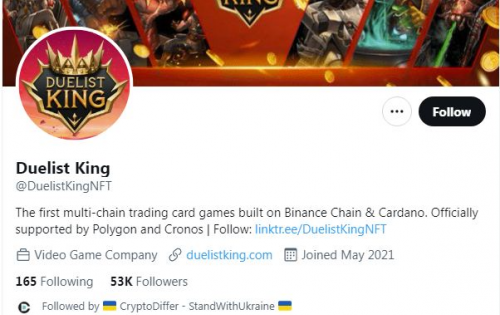 KING
DUELIST
KING
Follow
Duelist King
@DuelistKingNFT
The first multi-chain trading card games built on Binance Chain & Cardano. Officially
supported by Polygon and Cronos | Follow: linktr.ee/DuelistKingNFT
Video Game Company duelistking.com Joined May 2021
165 Following 53K Followers
Followed by 🇺🇦 CryptoDiffer - StandWithUkraine 🇺🇦